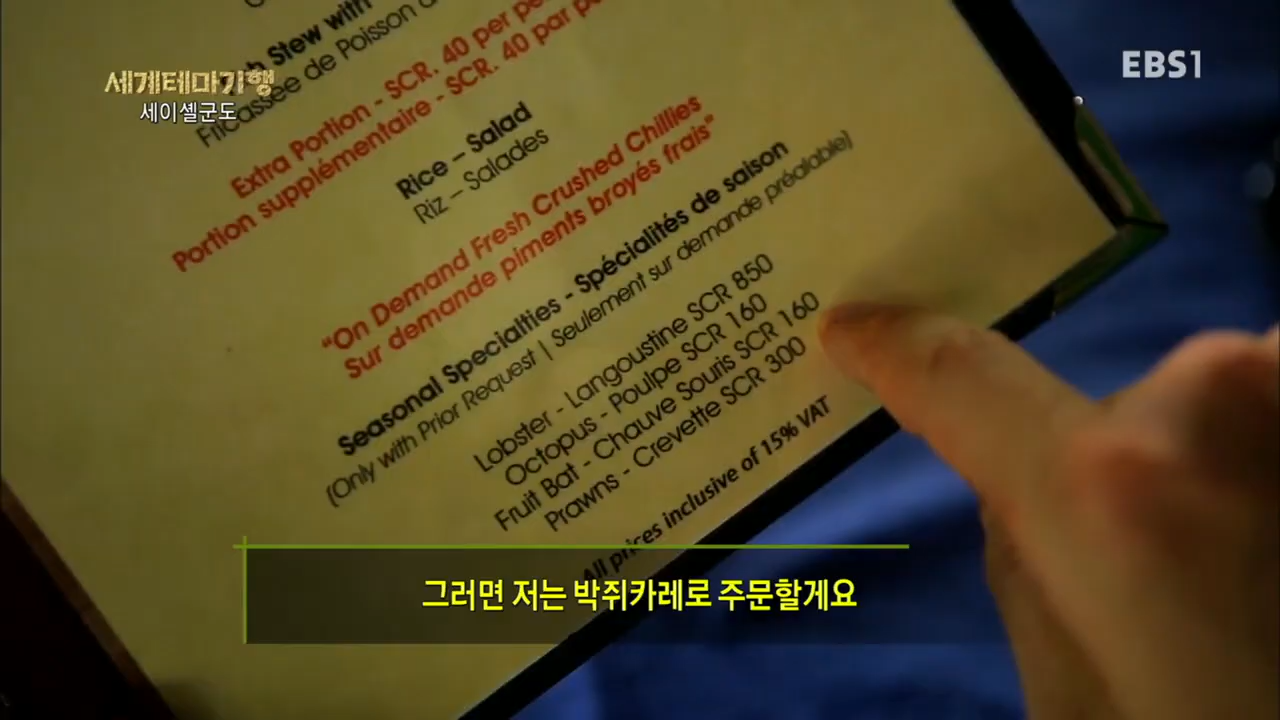 세계테마기행
세이셸군도
EBS1
Stew with
Fricassée de Poisson
Extra Portion - SCR. 40 per
Portion supplémentaire - SCR. 40 par
Rice – Salad
Riz – Salades
"On Demand Fresh Crushed Chillies
Sur demande piments broyés frais"
Seasonal Specialties - Spécialités de saison
(Only with Prior Request | Seulement sur demande préalable)
Lobster - Langoustine SCR 850
Octopus - Poulpe SCR 160
Fruit Bat - Chauve Souris SCR 160
Prawns - Crevette SCR 300
All prices inclusive of 15% VAT
그러면 저는 박쥐카레로 주문할게요